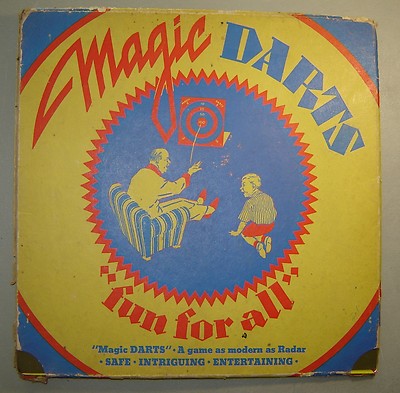 Magic DARTS
fun for all
"Magic DARTS" · A game as modern as Radar
· SAFE · INTRIGUING · ENTERTAINING ·